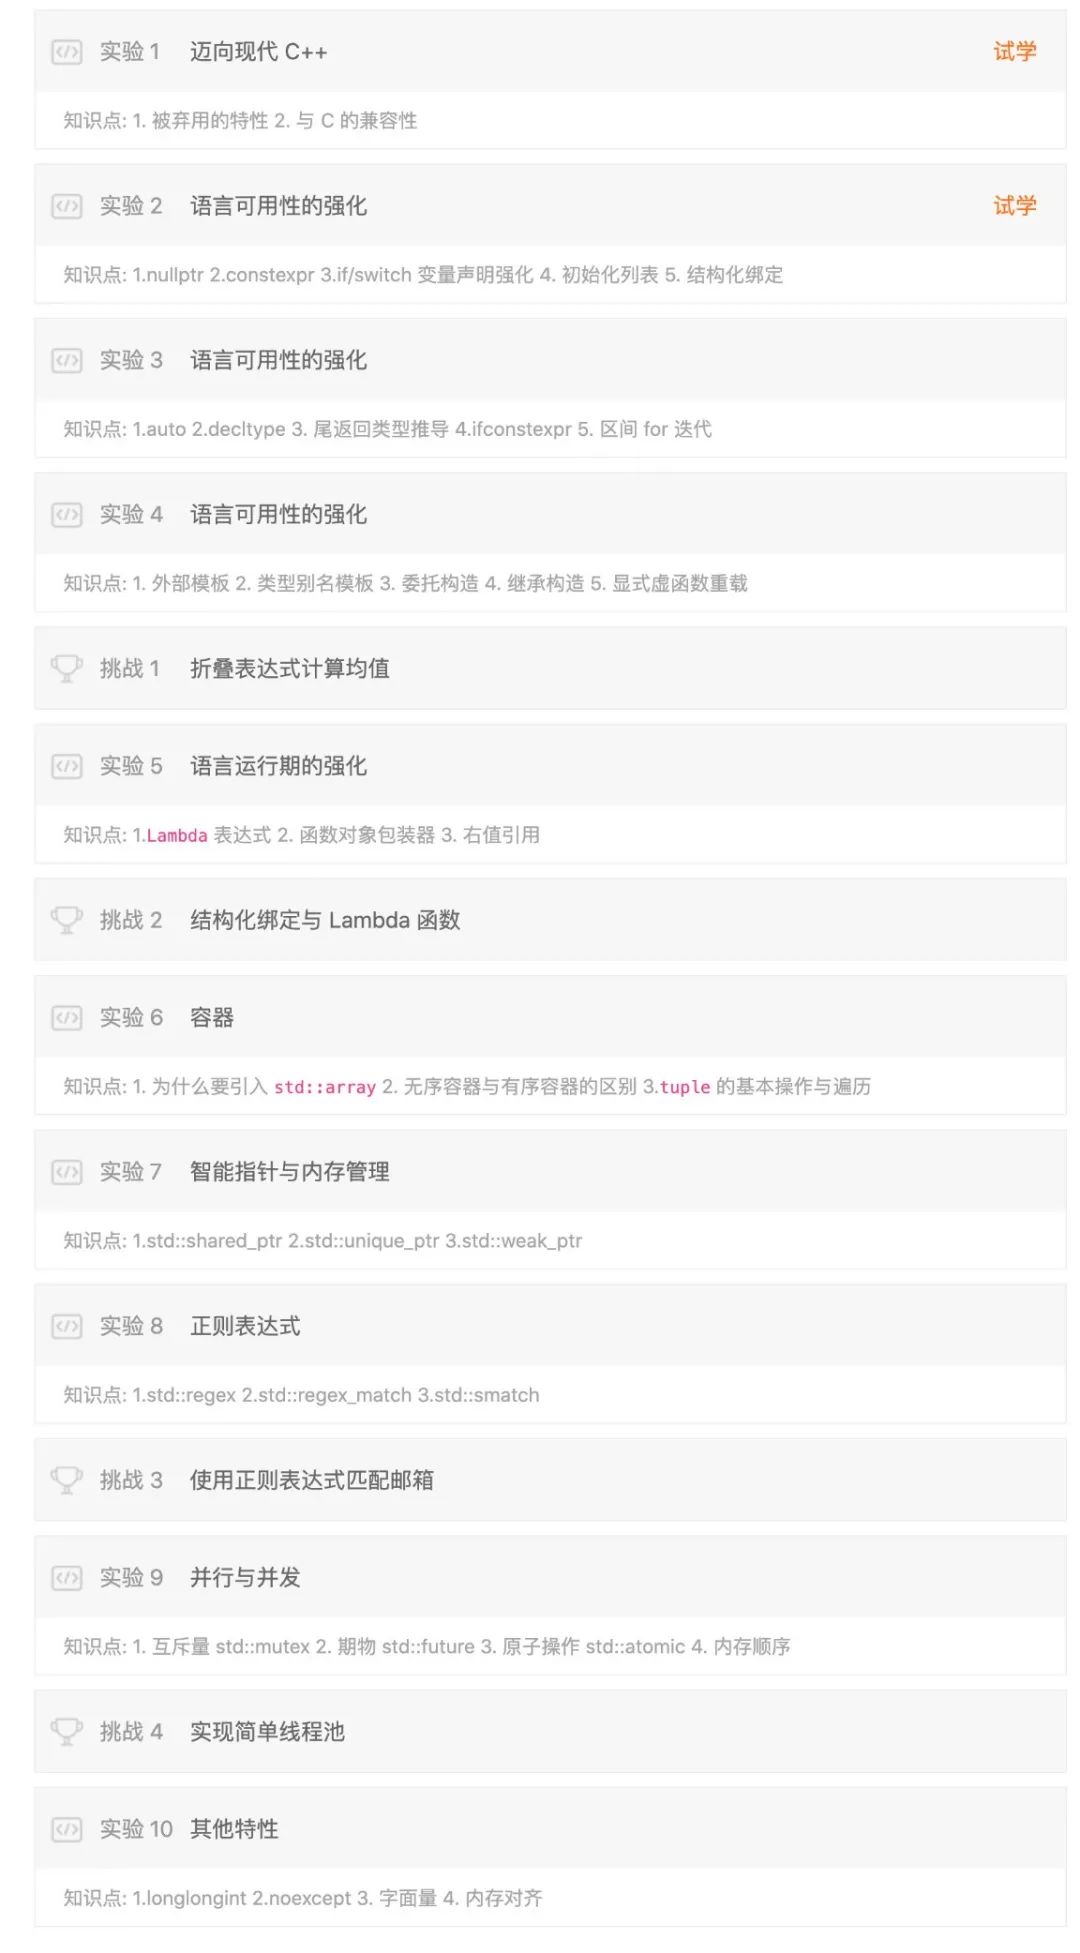 实验 1 迈向现代 C++ 试学
知识点: 1. 被弃用的特性 2. 与 C 的兼容性
实验 2 语言可用性的强化 试学
知识点: 1.nullptr 2.constexpr 3.if/switch 变量声明强化 4. 初始化列表 5. 结构化绑定
实验 3 语言可用性的强化
知识点: 1.auto 2.decltype 3. 尾返回类型推导 4.ifconstexpr 5. 区间 for 迭代
实验 4 语言可用性的强化
知识点: 1. 外部模板 2. 类型别名模板 3. 委托构造 4. 继承构造 5. 显式虚函数重载
挑战 1 折叠表达式计算均值
实验 5 语言运行期的强化
知识点: 1.Lambda 表达式 2. 函数对象包装器 3. 右值引用
挑战 2 结构化绑定与 Lambda 函数
实验 6 容器
知识点: 1. 为什么要引入 std::array 2. 无序容器与有序容器的区别 3.tuple 的基本操作与遍历
实验 7 智能指针与内存管理
知识点: 1.std::shared_ptr 2.std::unique_ptr 3.std::weak_ptr
实验 8 正则表达式
知识点: 1.std::regex 2.std::regex_match 3.std::smatch
挑战 3 使用正则表达式匹配邮箱
实验 9 并行与并发
知识点: 1. 互斥量 std::mutex 2. 期物 std::future 3. 原子操作 std::atomic 4. 内存顺序
挑战 4 实现简单线程池
实验 10 其他特性
知识点: 1.longlongint 2.noexcept 3. 字面量 4. 内存对齐